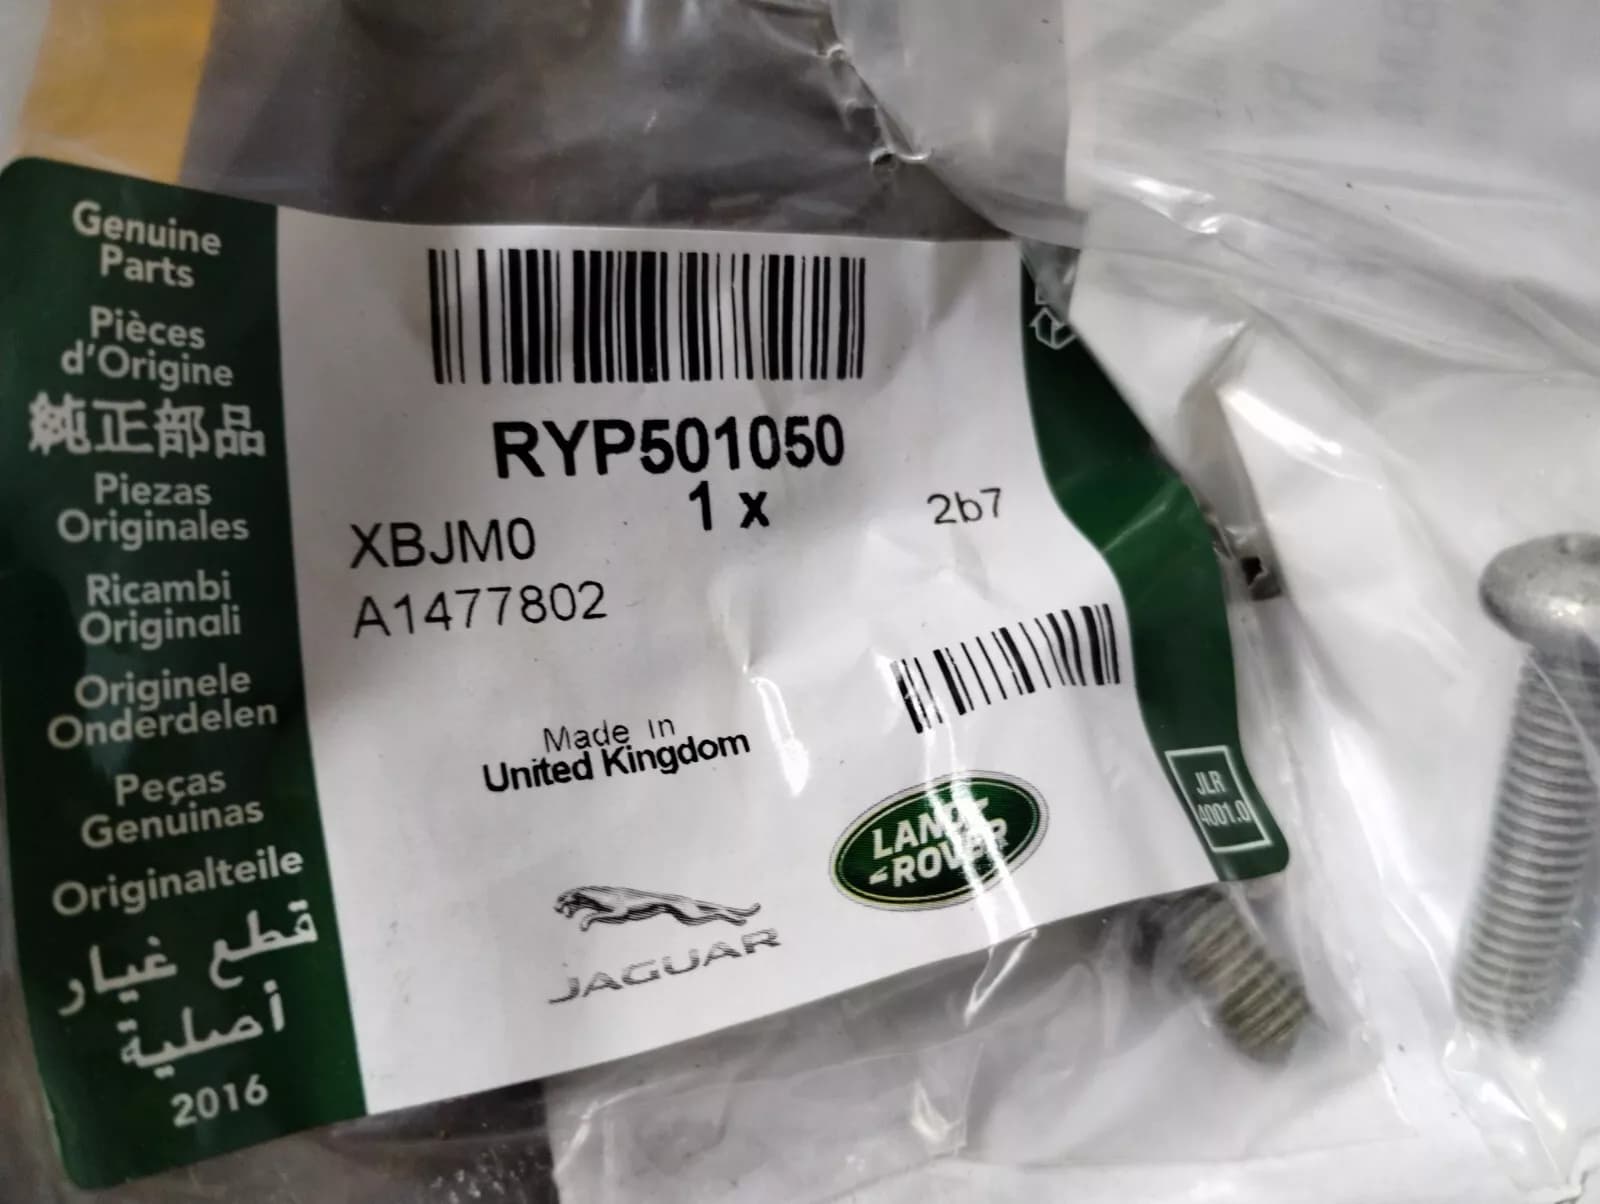 Genuine
Parts
Pièces
d'Origine
純正部品
Piezas
Originales
Ricambi
Originali
Originele
Onderdelen
Peças
Genuinas
Originalteile
قطع غيار
أصلية
2016
RYP501050
1 x
2b7
XBJM0
A1477802
Made in
United Kingdom
JAGUAR
LAND
ROVER
JLR
4001.0